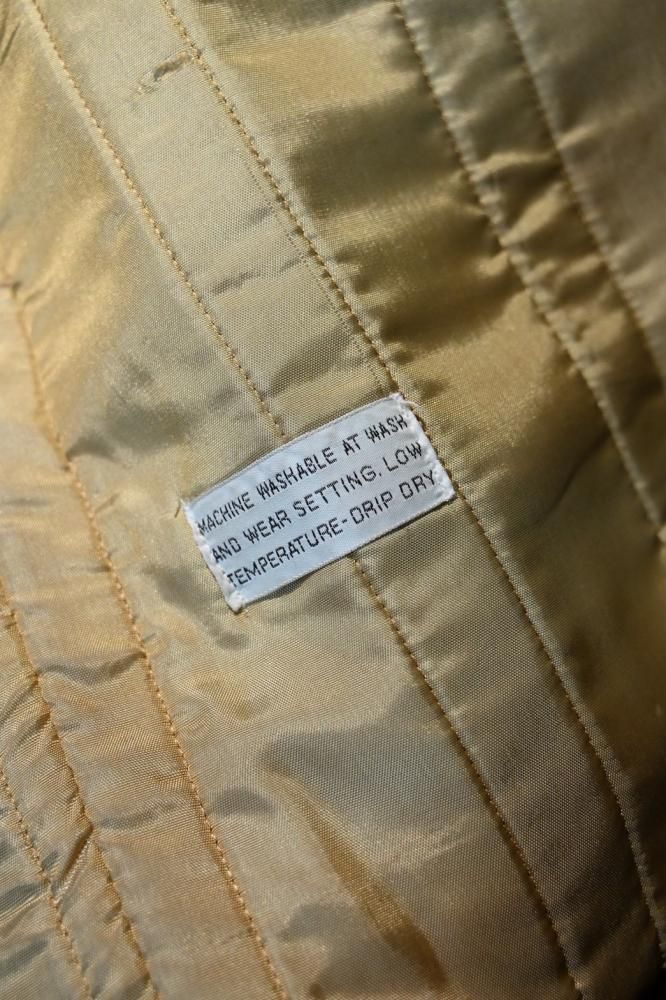 MACHINE WASHABLE AT WASH
AND WEAR SETTING. LOW
TEMPERATURE-DRIP DRY